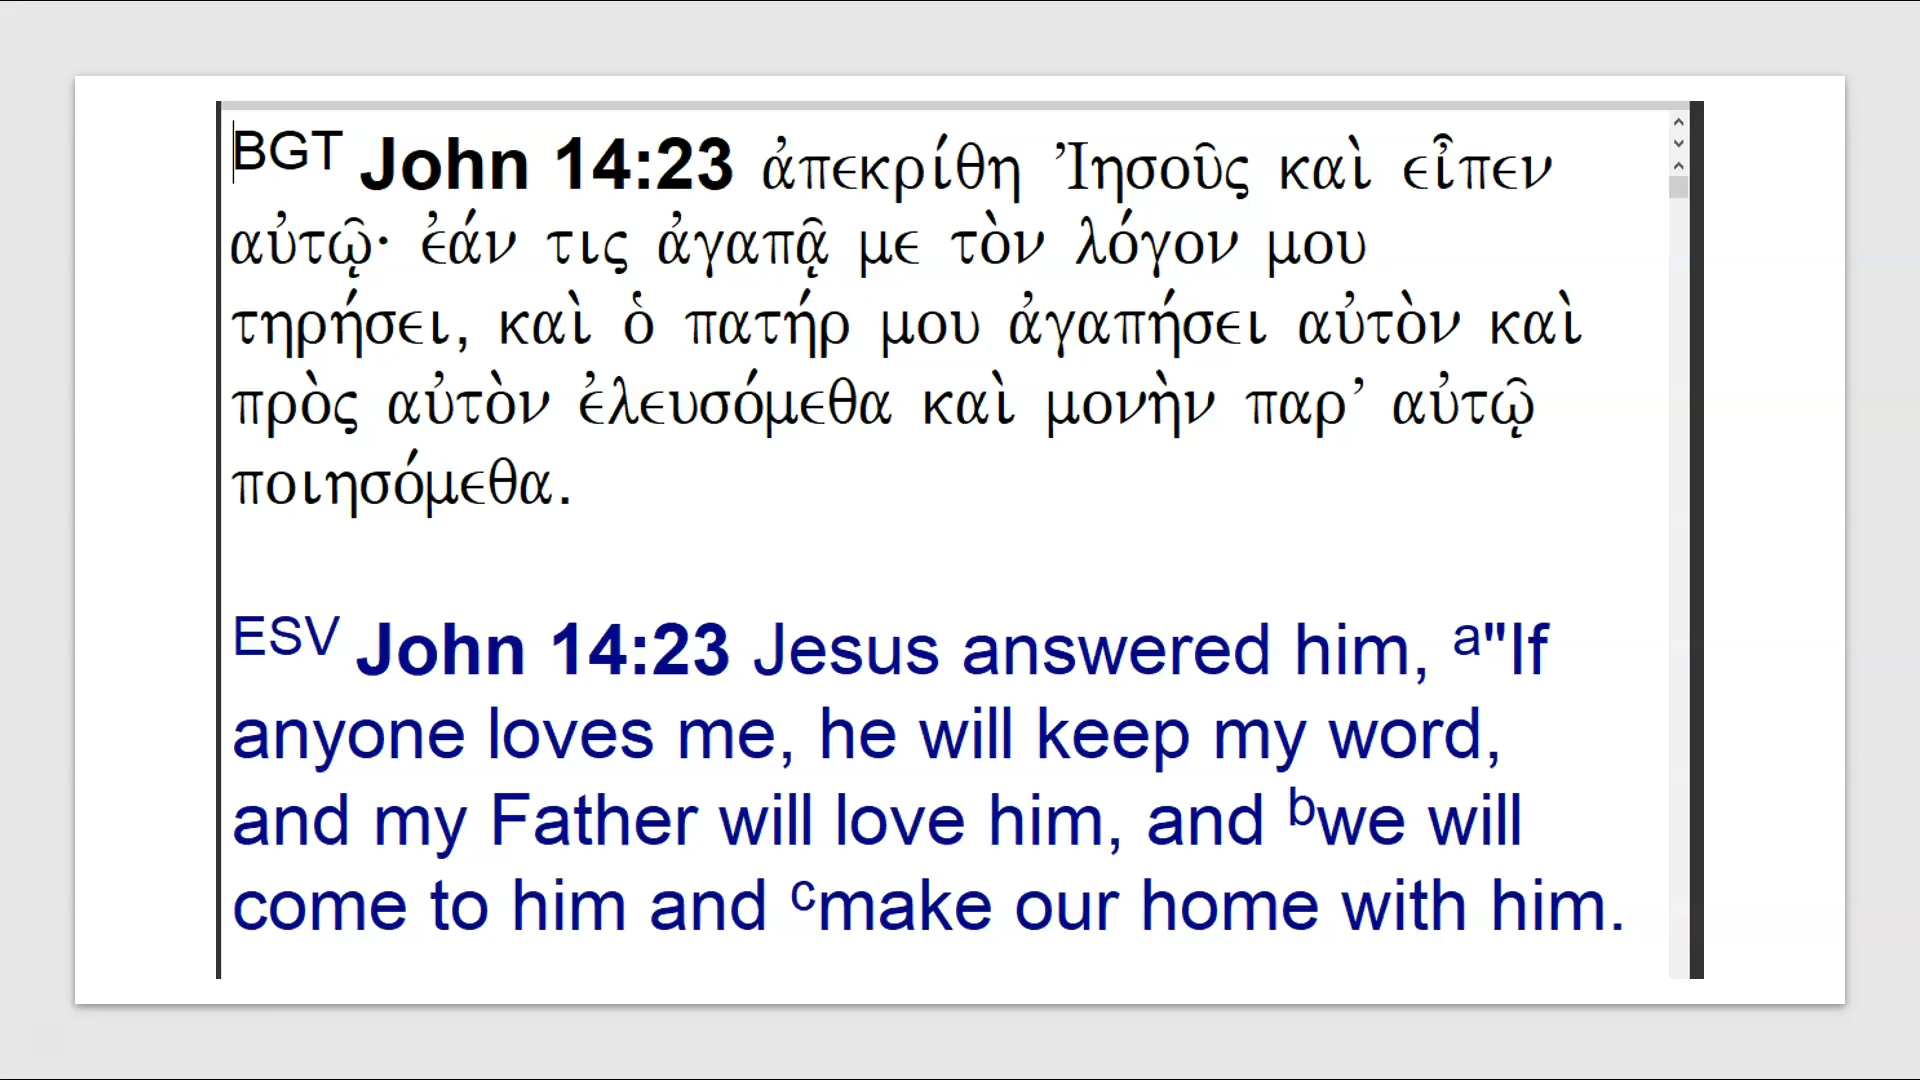 BGT John 14:23 ἀπεκρίθη Ἰησοῦς καὶ εἶπεν
αὐτῷ· ἐάν τις ἀγαπᾷ με τὸν λόγον μου
τηρήσει, καὶ ὁ πατήρ μου ἀγαπήσει αὐτὸν καὶ
πρὸς αὐτὸν ἐλευσόμεθα καὶ μονὴν παρ’ αὐτῷ
ποιησόμεθα.
ESV John 14:23 Jesus answered him, a"If
anyone loves me, he will keep my word,
and my Father will love him, and bwe will
come to him and cmake our home with him.